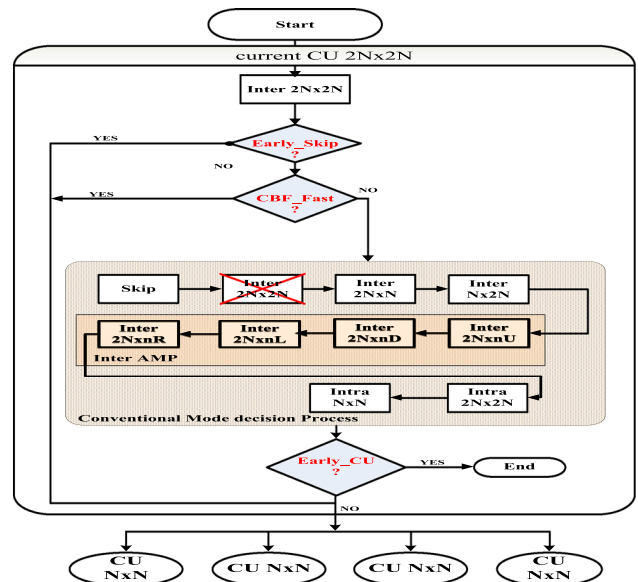 Start
current CU 2Nx2N
Inter 2Nx2N
YES
Early_Skip
?
NO
YES
CBF_Fast
?
NO
Skip
Inter
2Nx2N
Inter
2NxN
Inter
Nx2N
Inter
2NxnR
Inter
2NxnL
Inter
2NxnD
Inter
2NxnU
Inter AMP
Intra
NxN
Intra
2Nx2N
Conventional Mode decision Process
Early_CU
?
YES
End
NO
CU
NxN
CU NxN
CU NxN
CU
NxN